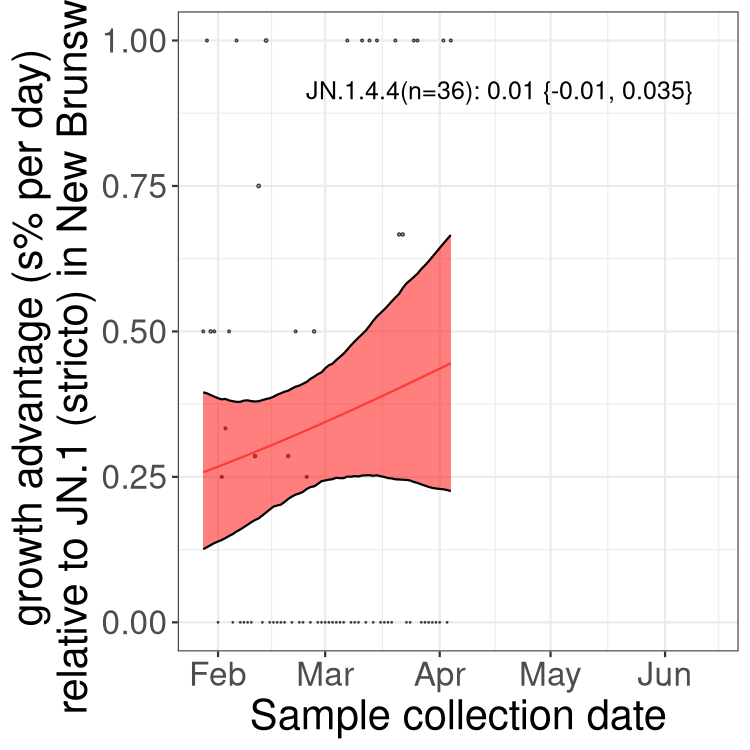 growth advantage (s% per day)
relative to JN.1 (stricto) in New Brunsw
1.00
0.75
0.50
0.25
0.00
JN.1.4.4(n=36): 0.01 {-0.01, 0.035}
Feb Mar Apr May Jun
Sample collection date